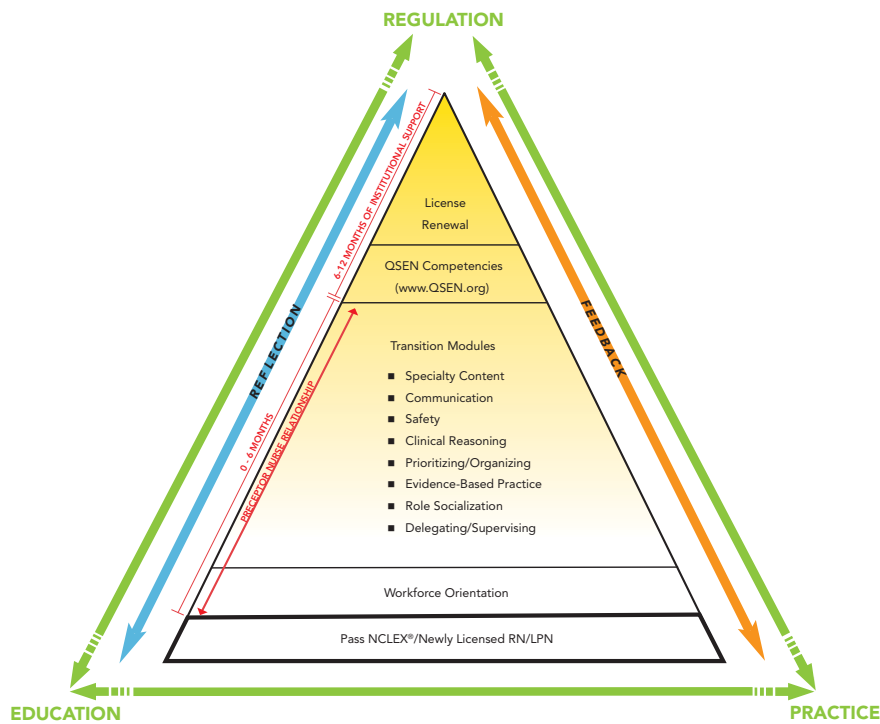 REGULATION
6-12 MONTHS OF INSTITUTIONAL SUPPORT
License
Renewal
QSEN Competencies
(www.QSEN.org)
REFLECTION
FEEDBACK
0 - 6 MONTHS
PRECEPTOR NURSE RELATIONSHIP
Transition Modules
■ Specialty Content
■ Communication
■ Safety
■ Clinical Reasoning
■ Prioritizing/Organizing
■ Evidence-Based Practice
■ Role Socialization
■ Delegating/Supervising
Workforce Orientation
Pass NCLEX®/Newly Licensed RN/LPN
EDUCATION
PRACTICE